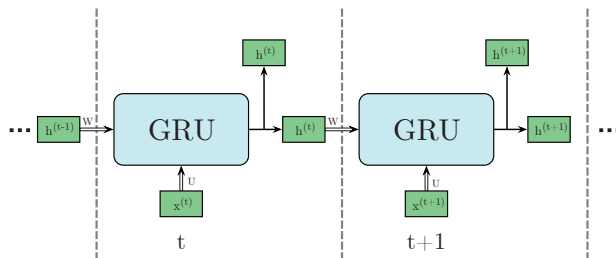 h(t) h(t+1)
... h(t-1) W GRU h(t) W GRU h(t+1) ...
U U
x(t) x(t+1)
t t+1